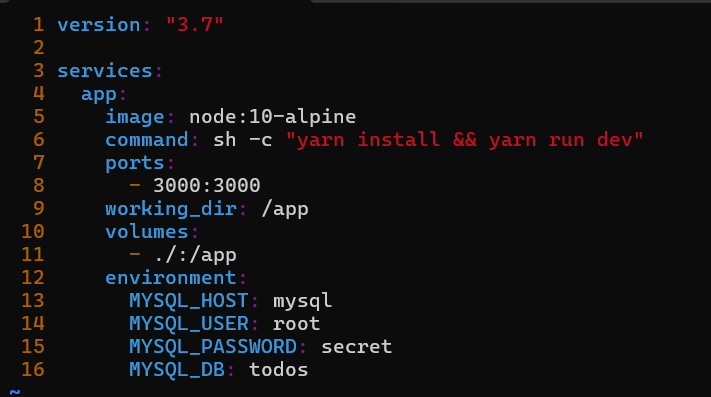 1 version: "3.7"
2
3 services:
4   app:
5     image: node:10-alpine
6     command: sh -c "yarn install && yarn run dev"
7     ports:
8       - 3000:3000
9     working_dir: /app
10     volumes:
11       - ./:/app
12     environment:
13       MYSQL_HOST: mysql
14       MYSQL_USER: root
15       MYSQL_PASSWORD: secret
16       MYSQL_DB: todos
~